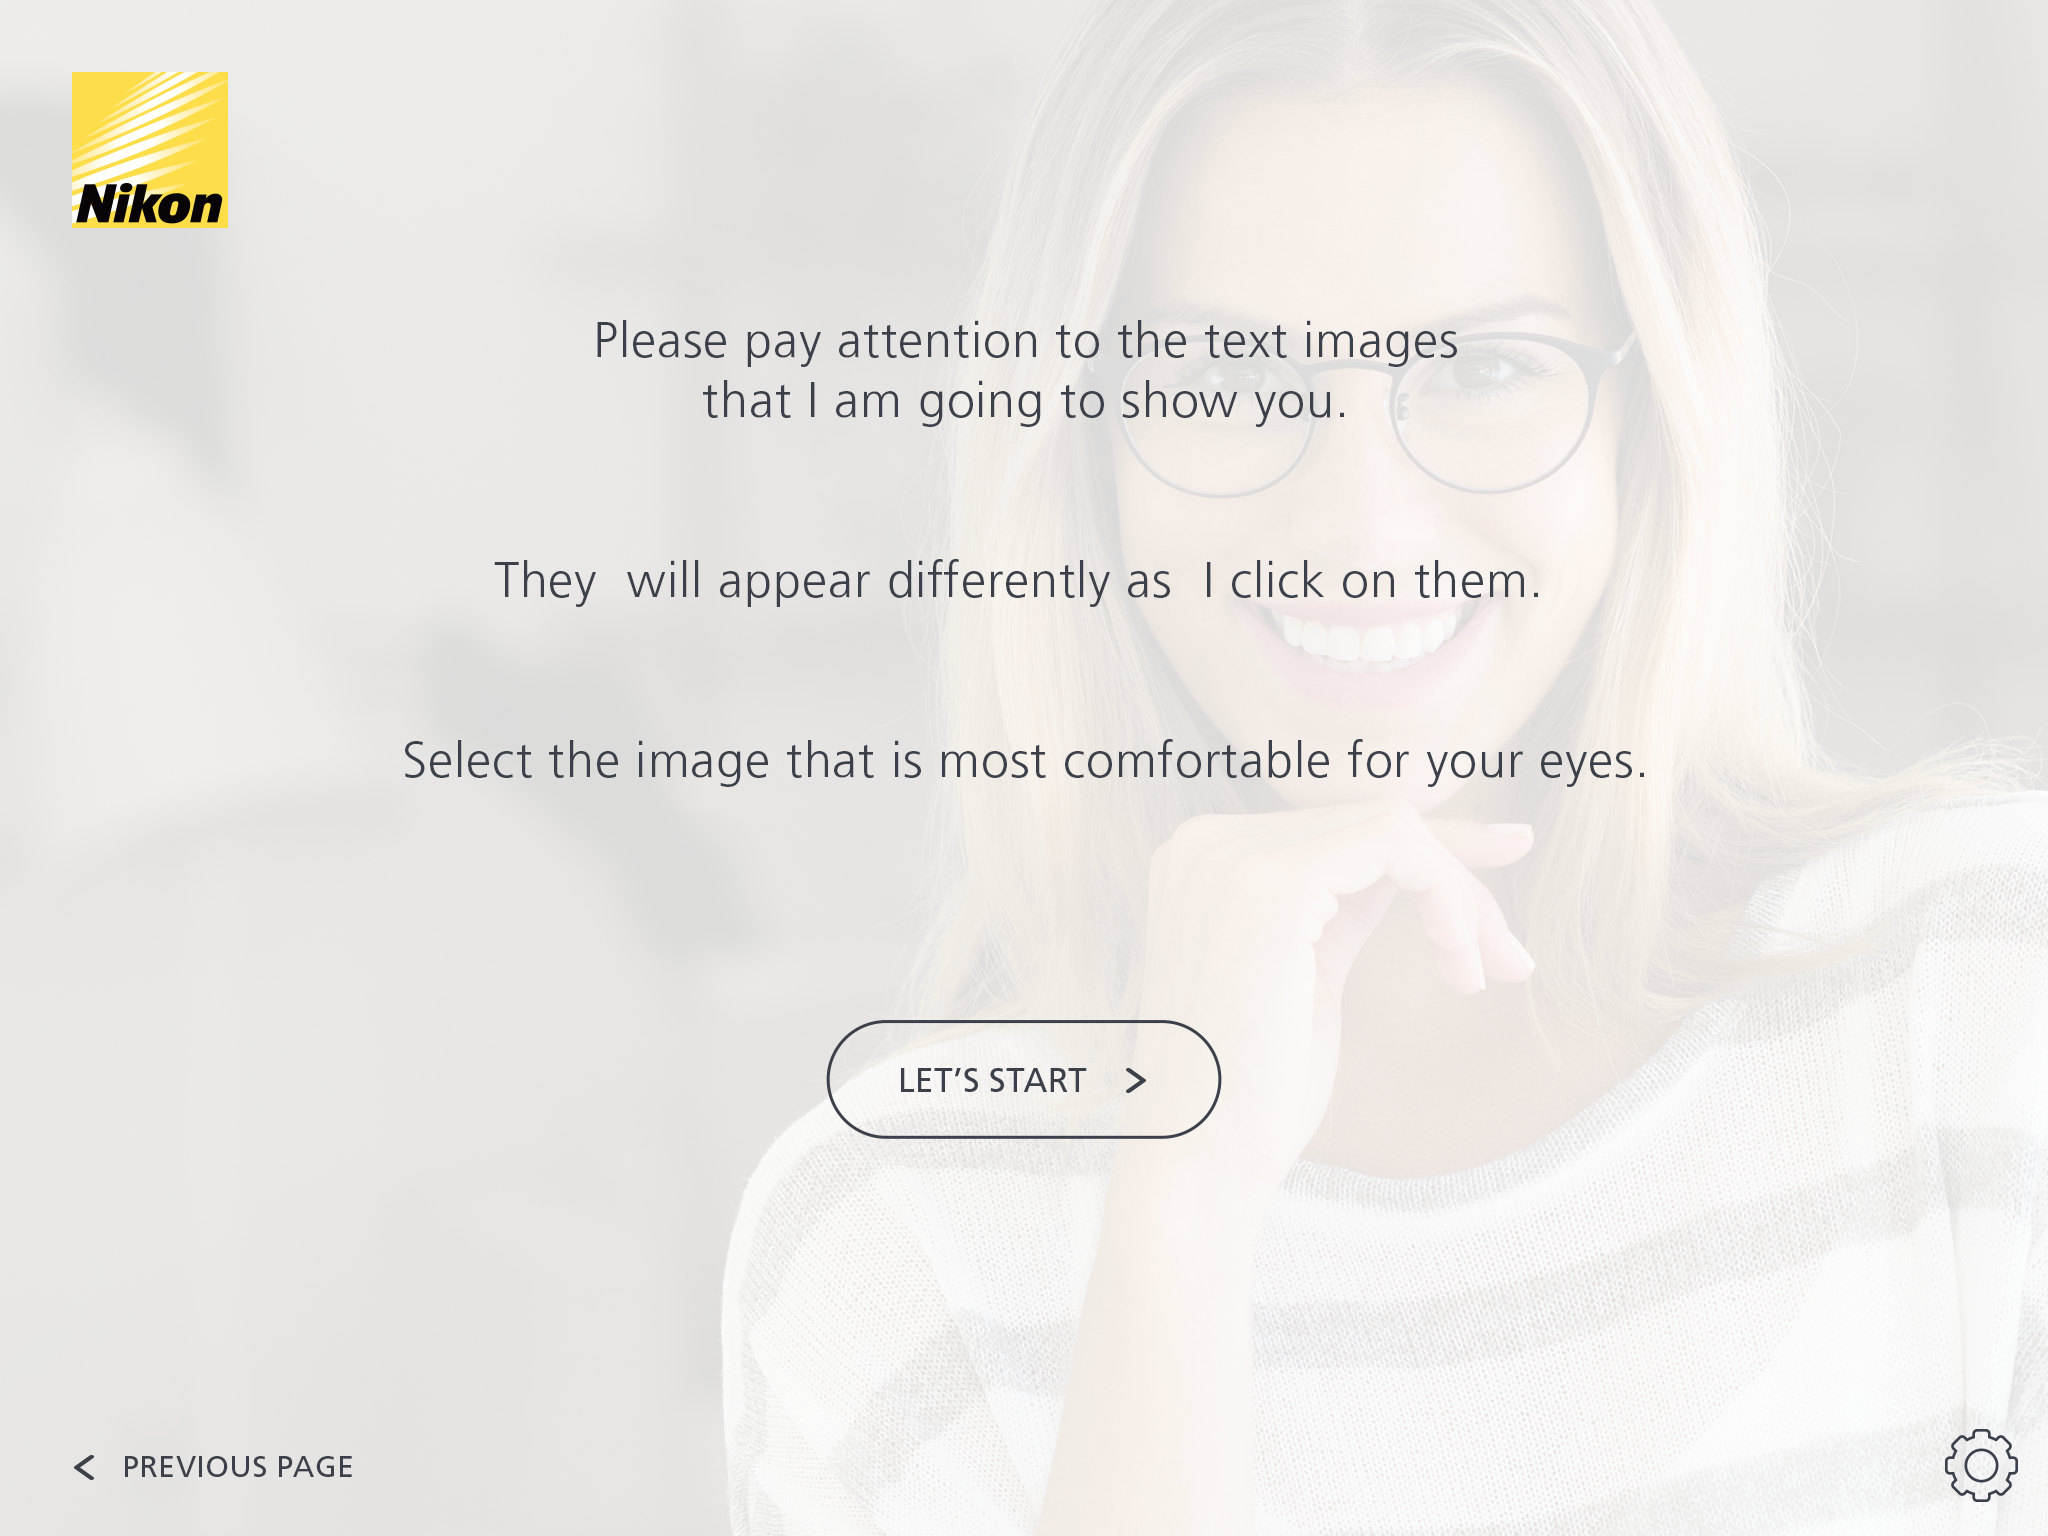 Nikon
Please pay attention to the text images
that I am going to show you.
They  will appear differently as  I click on them.
Select the image that is most comfortable for your eyes.
LET’S START >
< PREVIOUS PAGE